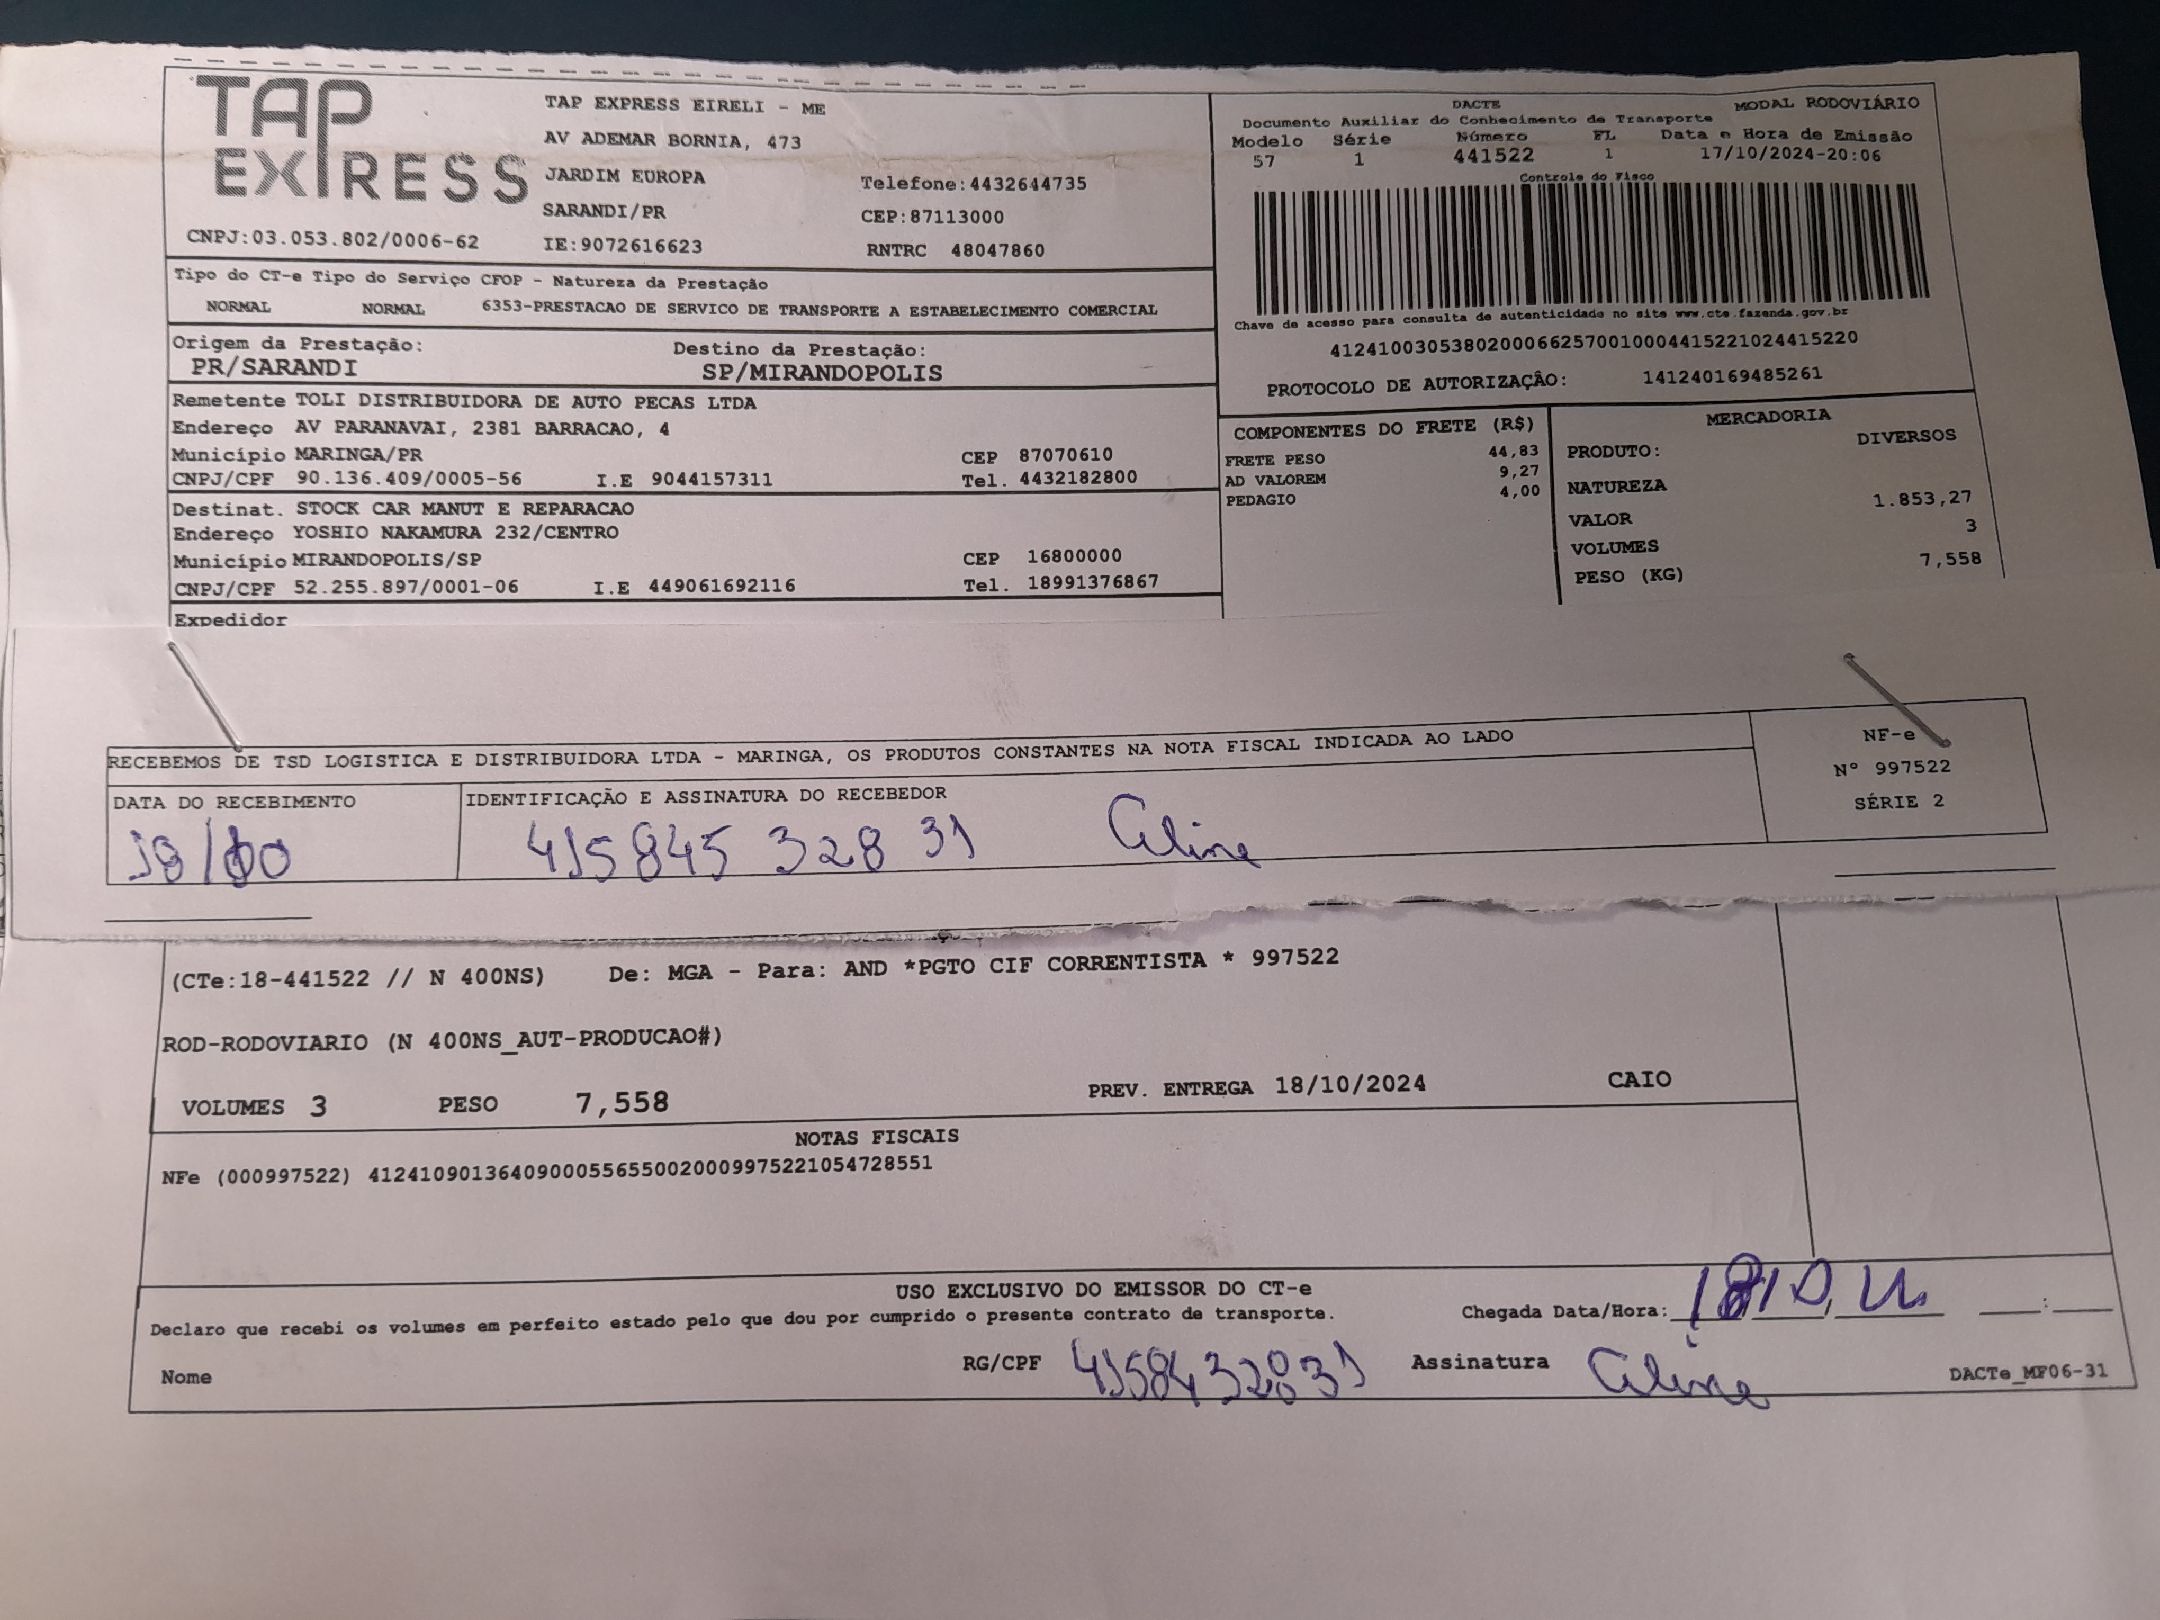 TAP EXPRESS
TAP EXPRESS EIRELI - ME
AV ADEMAR BORNIA, 473
JARDIM EUROPA Telefone:4432644735
SARANDI/PR CEP:87113000
CNPJ:03.053.802/0006-62 IE:9072616623 RNTRC 48047860
DACTE MODAL RODOVIÁRIO
Documento Auxiliar do Conhecimento de Transporte
Modelo Série Número FL Data e Hora de Emissão
57 1 441522 1 17/10/2024-20:06
Controle do Fisco
Chave de acesso para consulta de autenticidade no site www.cte.fazenda.gov.br
41241003053802000662570010004415221024415220
PROTOCOLO DE AUTORIZAÇÃO: 141240169485261
Tipo do CT-e Tipo do Serviço CFOP - Natureza da Prestação
NORMAL NORMAL 6353-PRESTACAO DE SERVICO DE TRANSPORTE A ESTABELECIMENTO COMERCIAL
Origem da Prestação: Destino da Prestação:
PR/SARANDI SP/MIRANDOPOLIS
Remetente TOLI DISTRIBUIDORA DE AUTO PECAS LTDA
Endereço AV PARANAVAI, 2381 BARRACAO, 4
Município MARINGA/PR CEP 87070610
CNPJ/CPF 90.136.409/0005-56 I.E 9044157311 Tel. 4432182800
Destinat. STOCK CAR MANUT E REPARACAO
Endereço YOSHIO NAKAMURA 232/CENTRO
Município MIRANDOPOLIS/SP CEP 16800000
CNPJ/CPF 52.255.897/0001-06 I.E 449061692116 Tel. 18991376867
Expedidor
COMPONENTES DO FRETE (R$)
FRETE PESO 44,83
AD VALOREM 9,27
PEDAGIO 4,00
MERCADORIA
PRODUTO: DIVERSOS
NATUREZA
VALOR 1.853,27
VOLUMES 3
PESO (KG) 7,558
RECEBEMOS DE TSD LOGISTICA E DISTRIBUIDORA LTDA - MARINGA, OS PRODUTOS CONSTANTES NA NOTA FISCAL INDICADA AO LADO
NF-e
Nº 997522
SÉRIE 2
DATA DO RECEBIMENTO IDENTIFICAÇÃO E ASSINATURA DO RECEBEDOR
415845 328 31 Aline
(CTe:18-441522 // N 400NS) De: MGA - Para: AND *PGTO CIF CORRENTISTA * 997522
ROD-RODOVIARIO (N 400NS_AUT-PRODUCAO#)
VOLUMES 3 PESO 7,558 PREV. ENTREGA 18/10/2024 CAIO
NOTAS FISCAIS
NFe (000997522) 41241090136409000556550020009975221054728551
USO EXCLUSIVO DO EMISSOR DO CT-e
Declaro que recebi os volumes em perfeito estado pelo que dou por cumprido o presente contrato de transporte. Chegada Data/Hora:
Nome RG/CPF Assinatura Aline DACTe_MF06-31